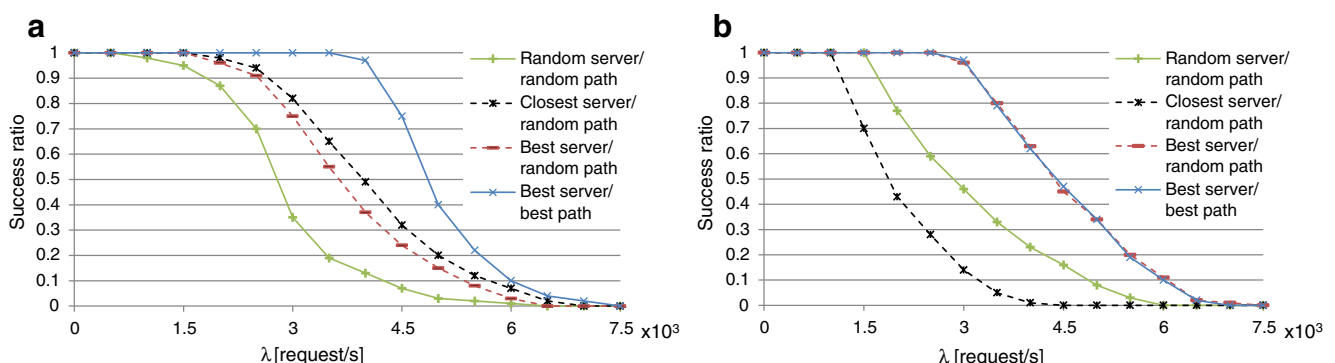 a
Success ratio
1
0.9
0.8
0.7
0.6
0.5
0.4
0.3
0.2
0.1
0
0 1.5 3 4.5 6 7.5 x10³
λ [request/s]
Random server/
random path
Closest server/
random path
Best server/
random path
Best server/
best path
b
Success ratio
1
0.9
0.8
0.7
0.6
0.5
0.4
0.3
0.2
0.1
0
0 1.5 3 4.5 6 7.5 x10³
λ [request/s]
Random server/
random path
Closest server/
random path
Best server/
random path
Best server/
best path